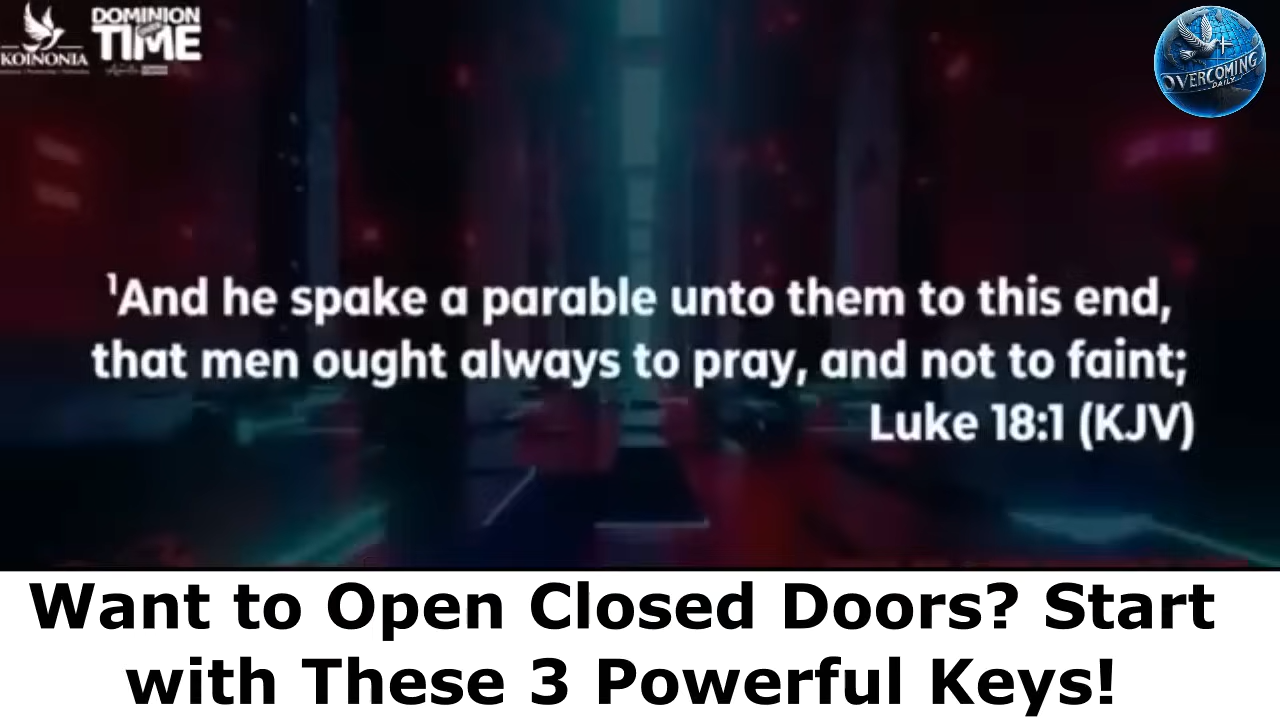 KOINONIA
DOMINION
TIME
OVERCOMING
DAILY
¹And he spake a parable unto them to this end,
that men ought always to pray, and not to faint;
Luke 18:1 (KJV)
Want to Open Closed Doors? Start
with These 3 Powerful Keys!